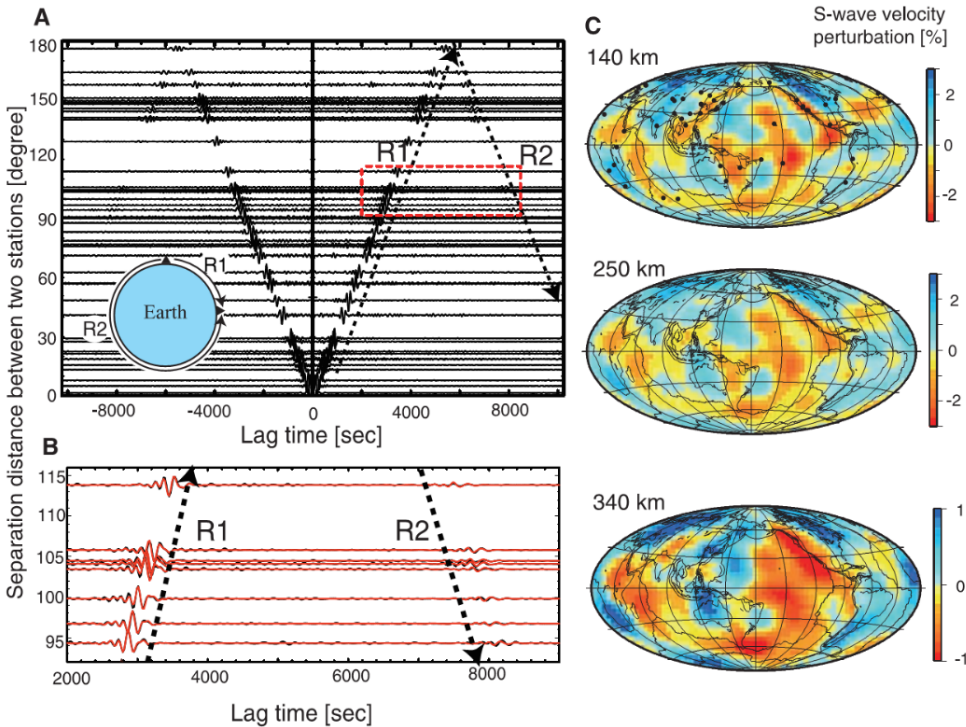 A
Separation distance between two stations [degree]
180
150
120
90
60
30
0
R1
R2
R1
Earth
R2
-8000
-4000
0
4000
8000
Lag time [sec]
B
115
110
105
100
95
R1
R2
2000
4000
6000
8000
Lag time [sec]
C
S-wave velocity
perturbation [%]
140 km
2
0
-2
250 km
2
0
-2
340 km
1
0
-1